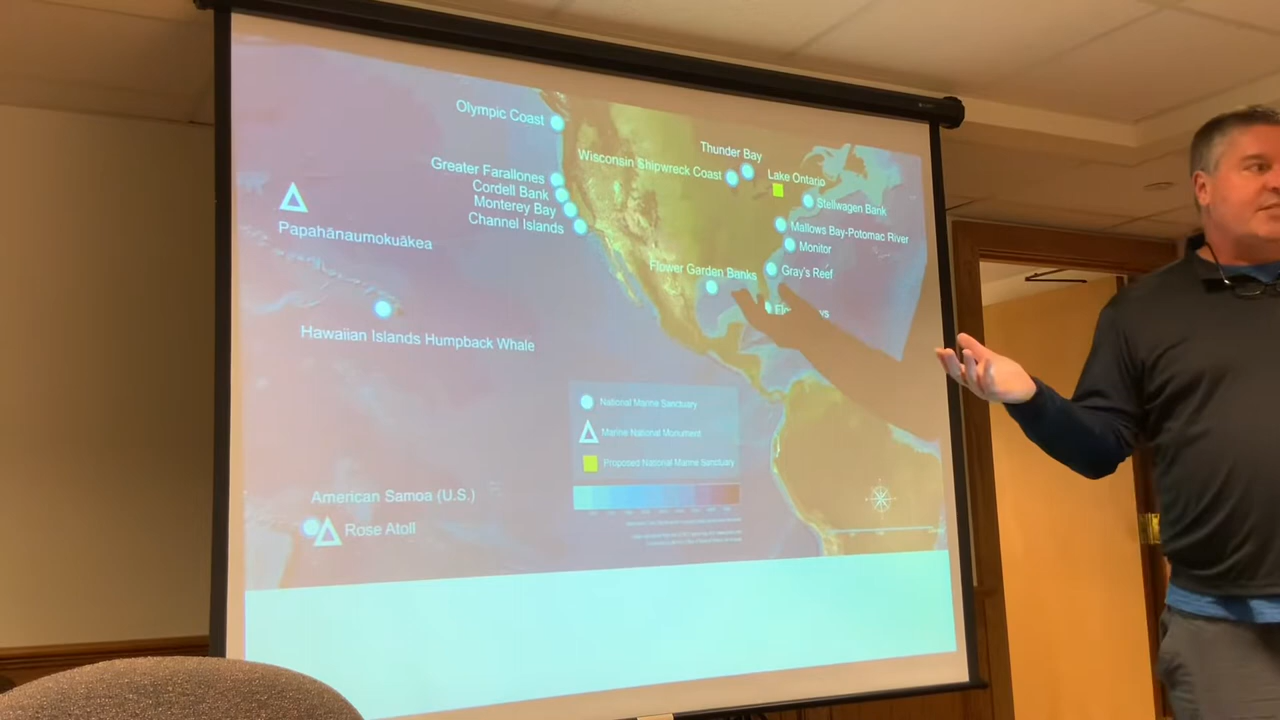 Olympic Coast
Thunder Bay
Wisconsin Shipwreck Coast
Lake Ontario
Greater Farallones
Cordell Bank
Monterey Bay
Channel Islands
Stellwagen Bank
Papahānaumokuākea
Mallows Bay-Potomac River
Monitor
Flower Garden Banks
Gray's Reef
Hawaiian Islands Humpback Whale
National Marine Sanctuary
Marine National Monument
Proposed National Marine Sanctuary
American Samoa (U.S.)
Rose Atoll